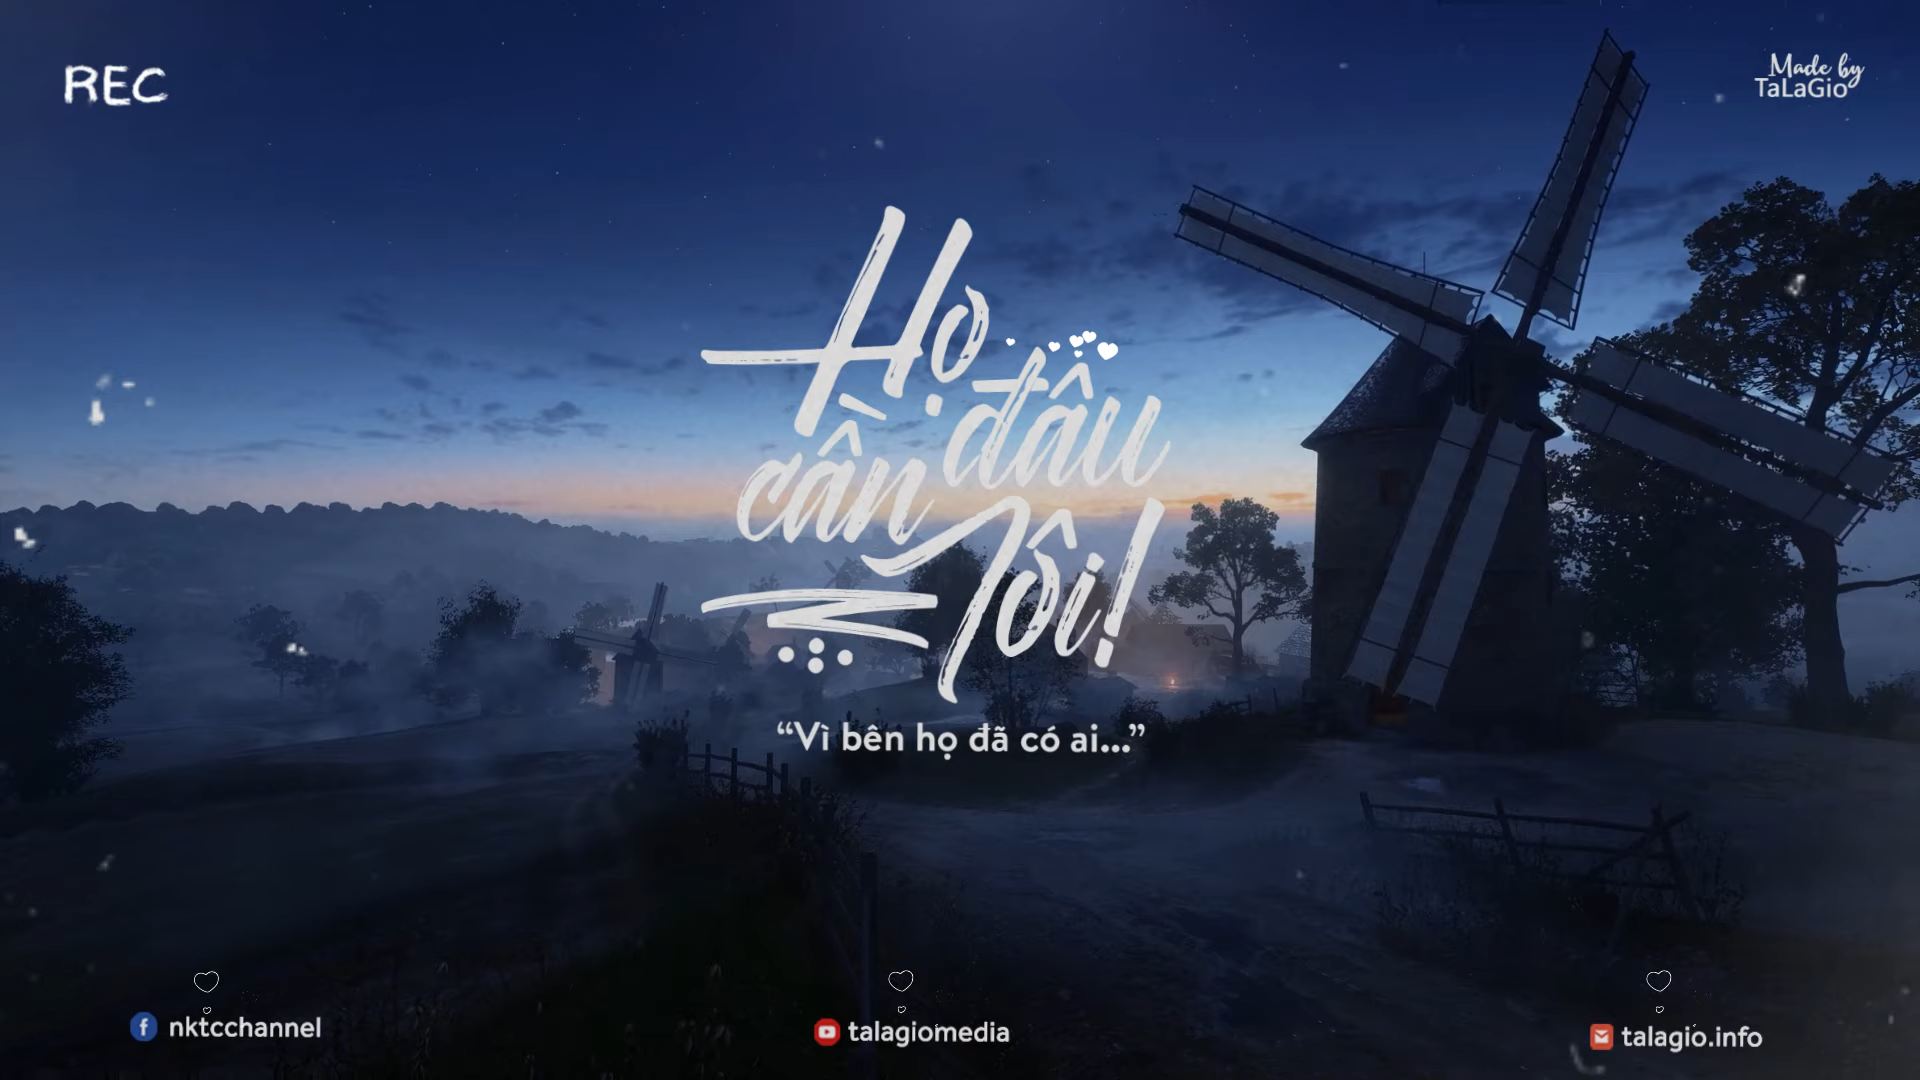 REC
Made by
TaLaGio
Họ
đâu
cần
Tôi!
“Vì bên họ đã có ai...”
nktcchannel
talagiomedia
talagio.info